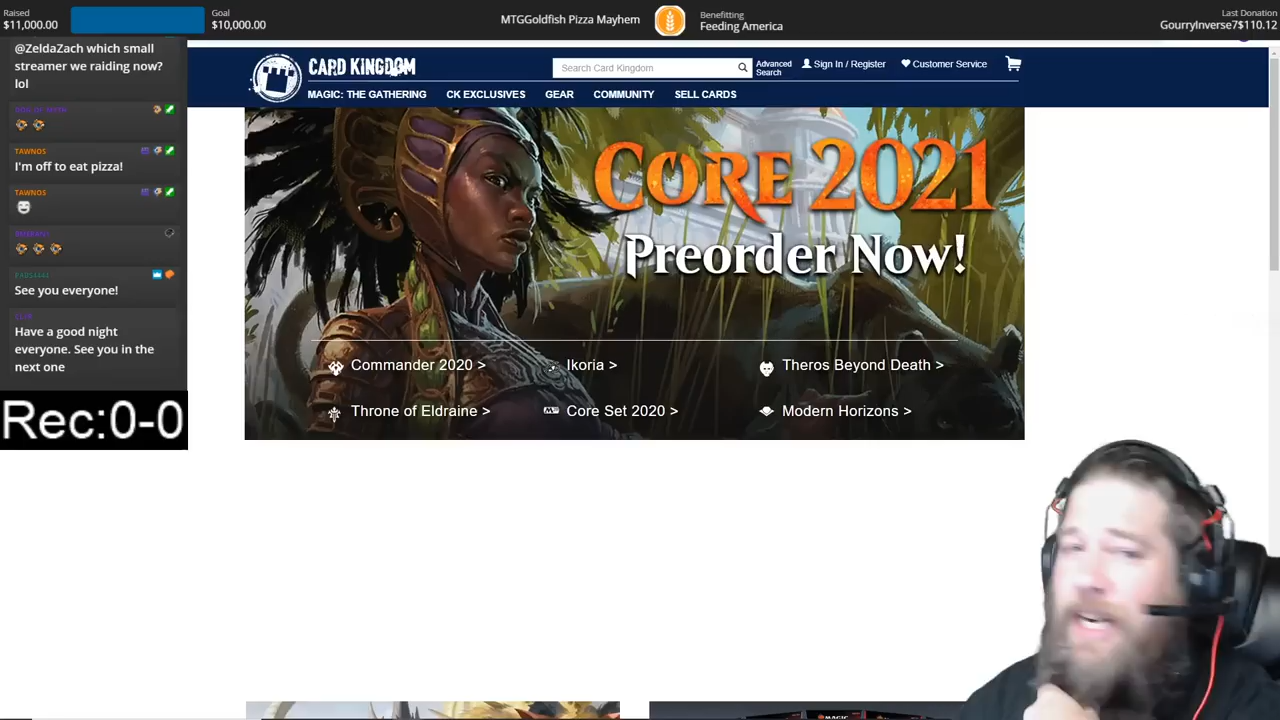 Raised
$11,000.00
Goal
$10,000.00
MTGGoldfish Pizza Mayhem
Benefitting
Feeding America
Last Donation
GourryInverse7$110.12
@ZeldaZach which small
streamer we raiding now?
lol
TAWNOS
I'm off to eat pizza!
TAWNOS
See you everyone!
Have a good night
everyone. See you in the
next one
Rec:0-0
CARD KINGDOM
Search Card Kingdom
Advanced
Search
Sign In / Register
Customer Service
MAGIC: THE GATHERING
CK EXCLUSIVES
GEAR
COMMUNITY
SELL CARDS
CORE 2021
Preorder Now!
Commander 2020 >
Ikoria >
Theros Beyond Death >
Throne of Eldraine >
Core Set 2020 >
Modern Horizons >
MAGIC